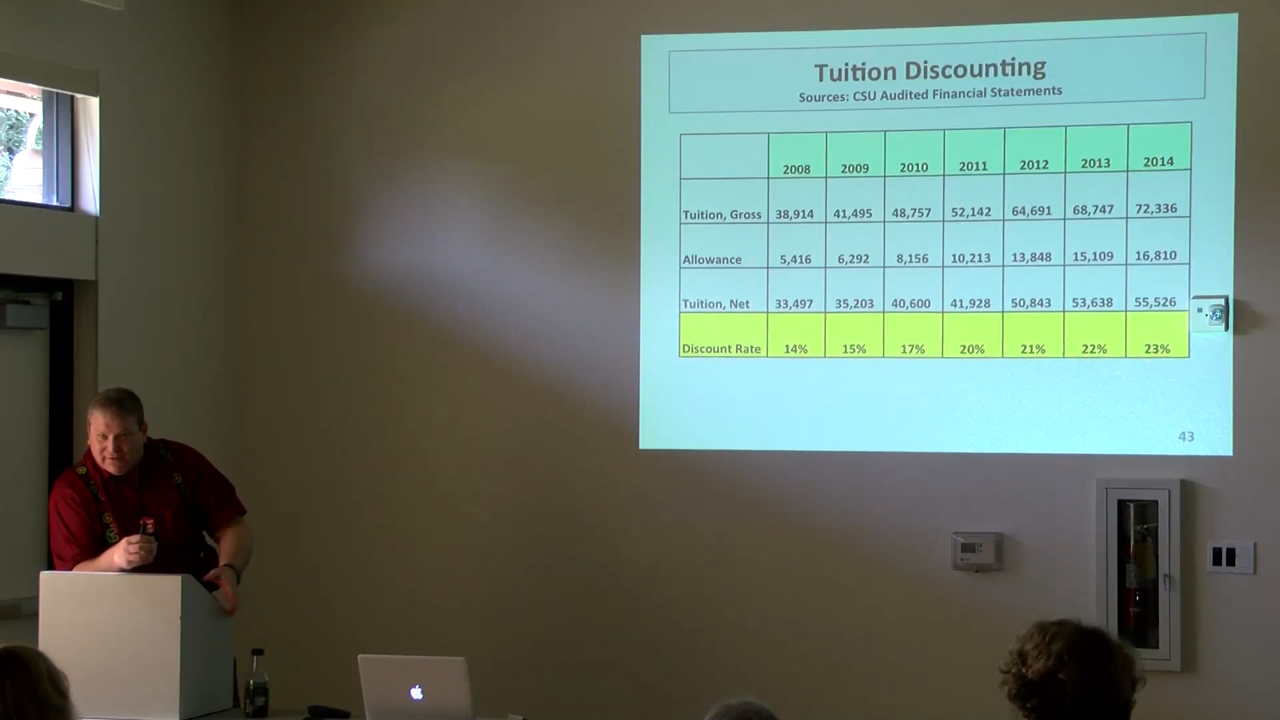 Tuition Discounting
Sources: CSU Audited Financial Statements
2008 2009 2010 2011 2012 2013 2014
Tuition, Gross 38,914 41,495 48,757 52,142 64,691 68,747 72,336
Allowance 5,416 6,292 8,156 10,213 13,848 15,109 16,810
Tuition, Net 33,497 35,203 40,600 41,928 50,843 53,638 55,526
Discount Rate 14% 15% 17% 20% 21% 22% 23%
43